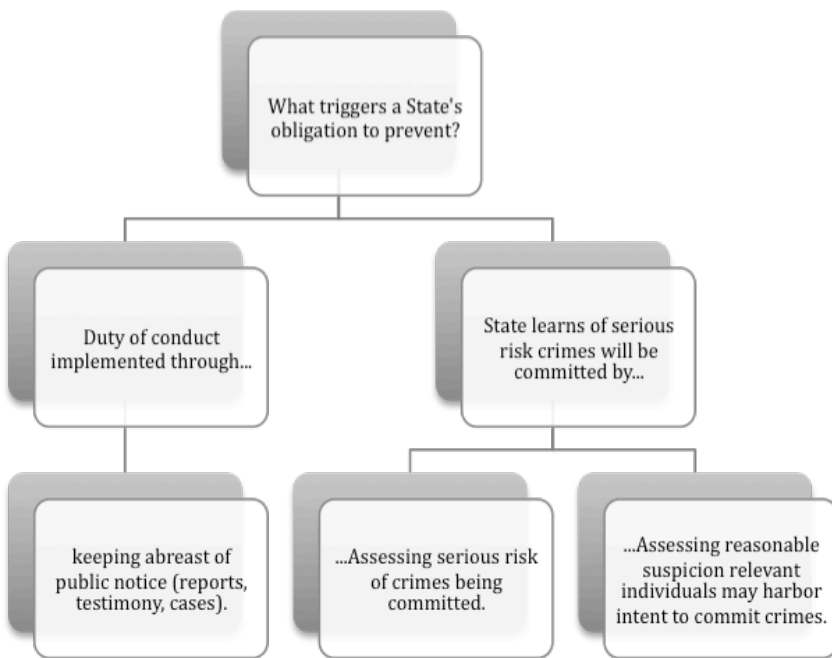 What triggers a State's
obligation to prevent?
Duty of conduct
implemented through...
State learns of serious
risk crimes will be
committed by...
keeping abreast of
public notice (reports,
testimony, cases).
...Assessing serious risk
of crimes being
committed.
...Assessing reasonable
suspicion relevant
individuals may harbor
intent to commit crimes.